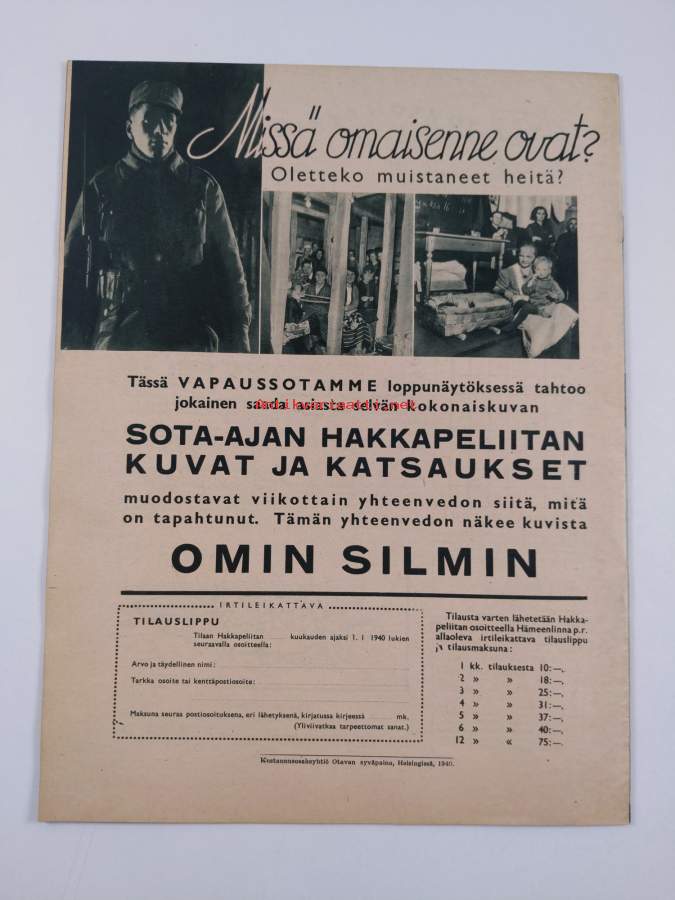 Missä omaisenne ovat?
Oletteko muistaneet heitä?
Tässä VAPAUSSOTAMME loppunäytöksessä tahtoo
jokainen saada asiasta selvän kokonaiskuvan
SOTA-AJAN HAKKAPELIITAN
KUVAT JA KATSAUKSET
muodostavat viikottain yhteenvedon siitä, mitä
on tapahtunut. Tämän yhteenvedon näkee kuvista
OMIN SILMIN
IRTILEIKATTAVA
TILAUSLIPPU
Tilaan Hakkapeliitan kuukauden ajaksi 1. 1 1940 lukien
seuraavalla osoitteella:
Arvo ja täydellinen nimi:
Tarkka osoite tai kenttäpostiosoite:
Maksuna seuraa postiosoituksena, eri lähetyksenä, kirjatussa kirjeessä mk.
(Yliviivatkaa tarpeettomat sanat.)
Tilausta varten lähetetään Hakka-
peliitan osoitteella Hämeenlinna p.r.
allaoleva irtileikattava tilauslippu
ja tilausmaksuna:
1 kk. tilauksesta 10:—,
2 » » 18:—,
3 » » 25:—,
4 » » 31:—,
5 » » 37:—,
6 » » 40:—,
12 » « 75:—.
Kustannusosakeyhtiö Otavan syväpaino, Helsingissä, 1940.